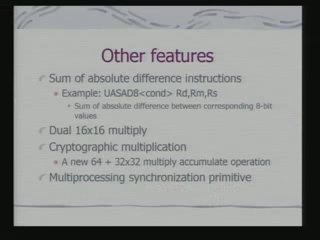 Other features
Sum of absolute difference instructions
Example: UASAD8<cond> Rd,Rm,Rs
Sum of absolute difference between corresponding 8-bit
values
Dual 16x16 multiply
Cryptographic multiplication
A new 64 + 32x32 multiply accumulate operation
Multiprocessing synchronization primitive